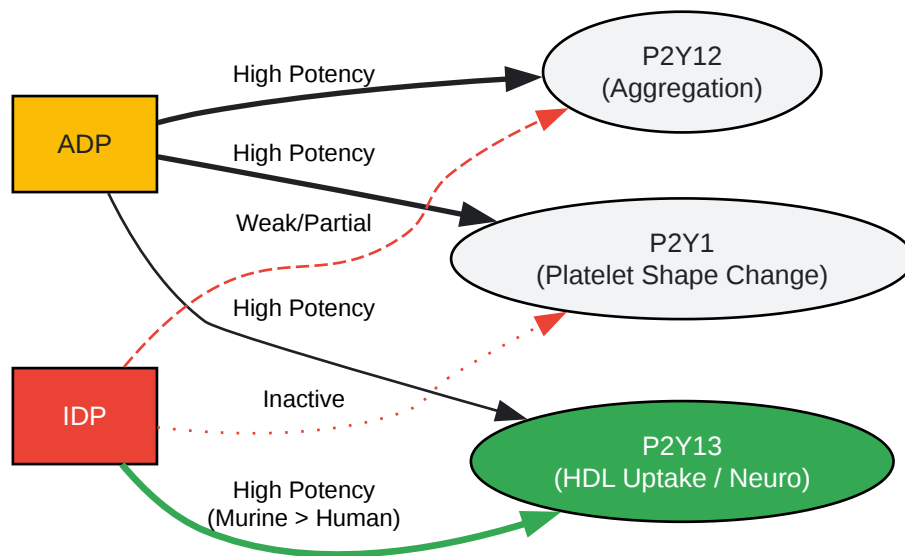 P2Y12
(Aggregation)
High Potency
ADP
High Potency
Weak/Partial
P2Y1
(Platelet Shape Change)
High Potency
Inactive
IDP
P2Y13
(HDL Uptake / Neuro)
High Potency
(Murine > Human)